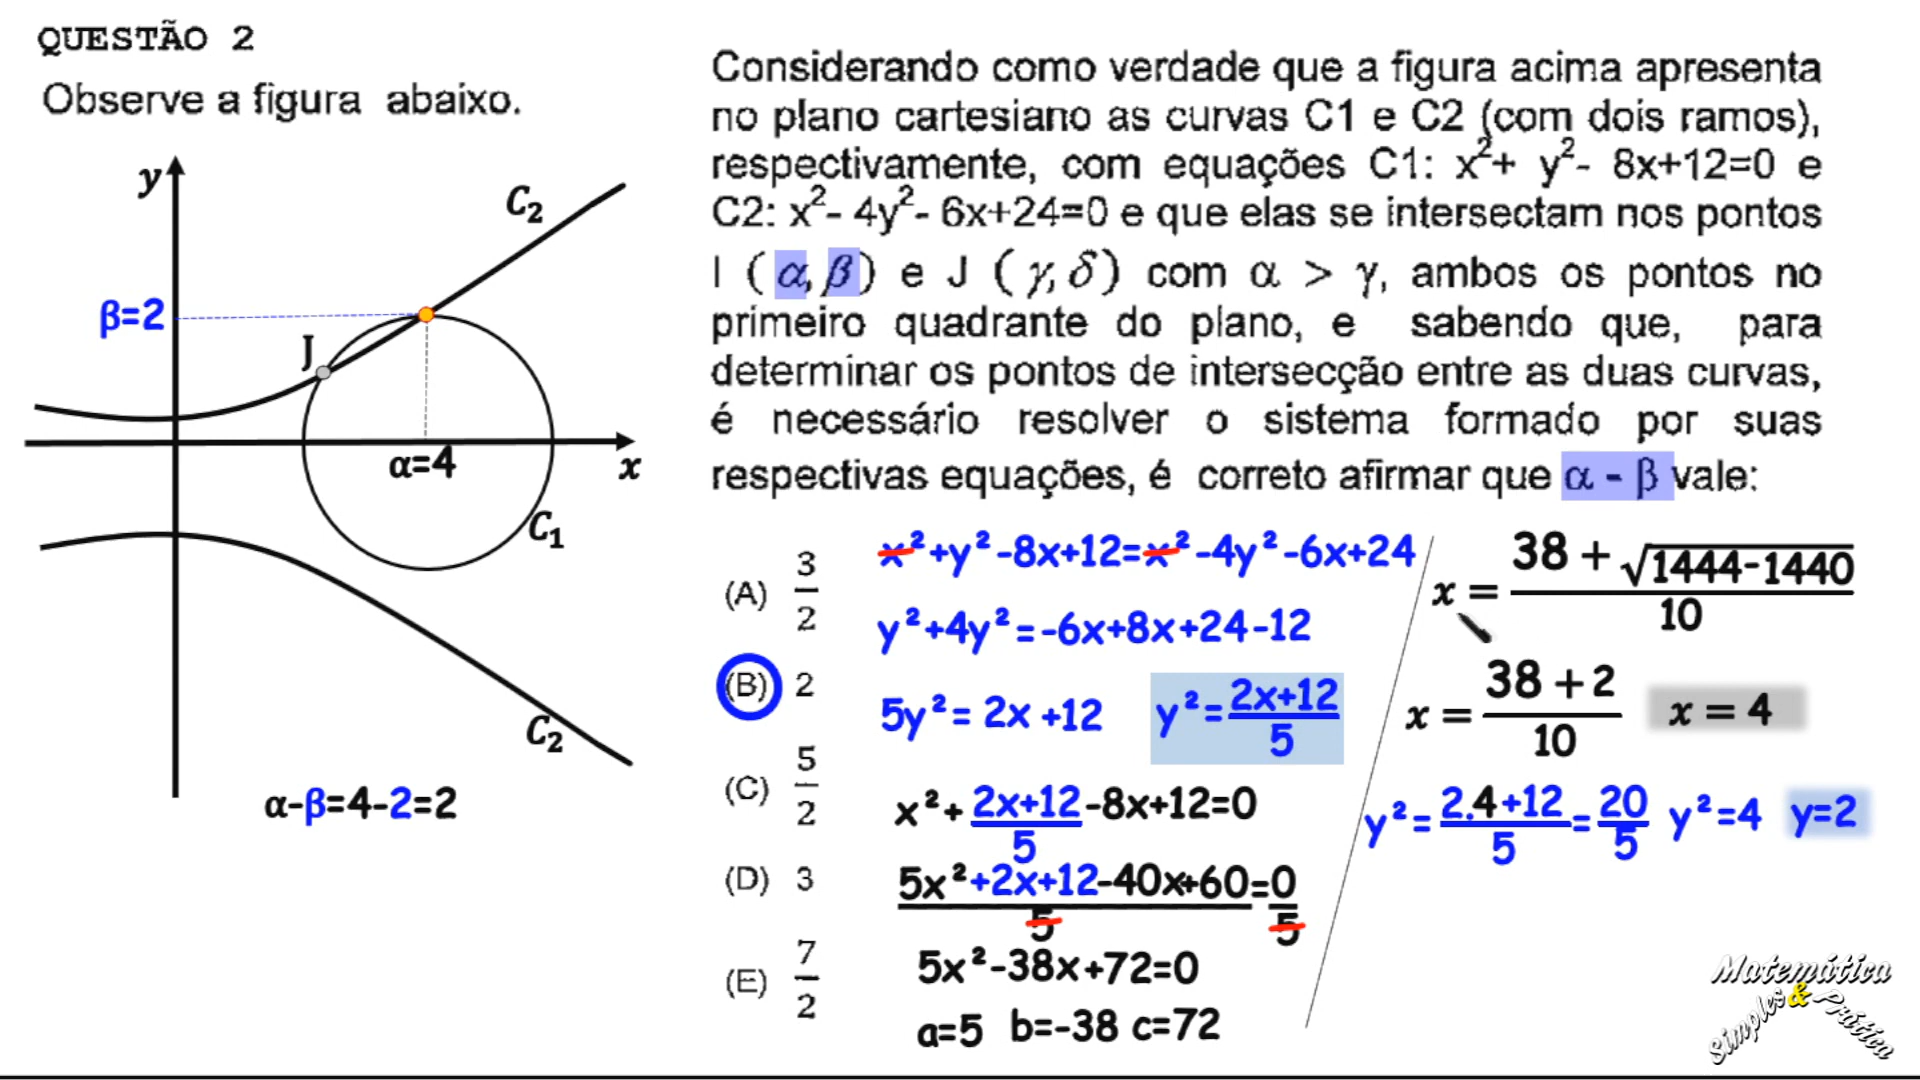 QUESTÃO 2
Observe a figura abaixo.
y
C₂
β=2
J
α=4
x
C₁
C₂
α-β=4-2=2
Considerando como verdade que a figura acima apresenta
no plano cartesiano as curvas C1 e C2 (com dois ramos),
respectivamente, com equações C1: x²+ y²- 8x+12=0 e
C2: x²- 4y²- 6x+24=0 e que elas se intersectam nos pontos
I (α,β) e J (γ,δ) com α > γ, ambos os pontos no
primeiro quadrante do plano, e sabendo que, para
determinar os pontos de intersecção entre as duas curvas,
é necessário resolver o sistema formado por suas
respectivas equações, é correto afirmar que α - β vale:
(A) 3/2
(B) 2
(C) 5/2
(D) 3
(E) 7/2
x²+y²-8x+12=x²-4y²-6x+24
y²+4y²=-6x+8x+24-12
5y²= 2x +12 y²=(2x+12)/5
x²+(2x+12)/5-8x+12=0
(5x²+2x+12-40x+60)/5=0/5
5x²-38x+72=0
a=5 b=-38 c=72
x = (38 + √(1444-1440))/10
x = (38 + 2)/10 x = 4
y²=(2.4+12)/5=20/5 y²=4 y=2
Matemática
Simples & Prática